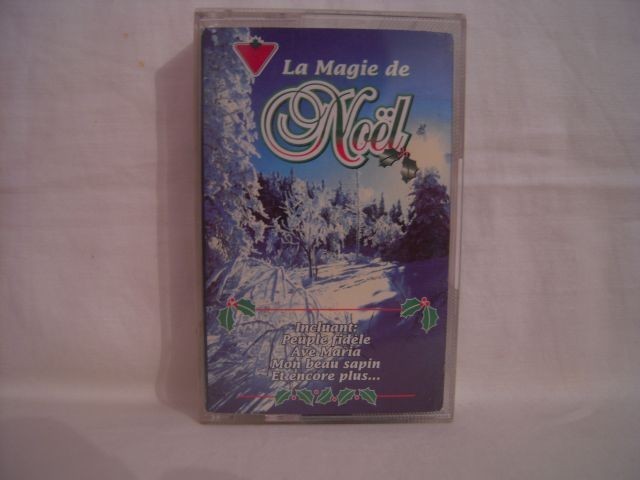 La Magie de
Noël
Incluant:
Peuple fidèle
Ave Maria
Mon beau sapin
Et encore plus...